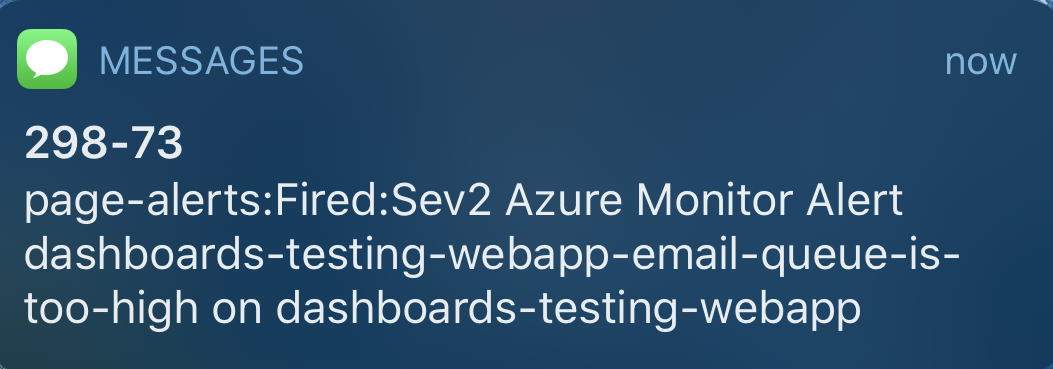 MESSAGES
now
298-73
page-alerts:Fired:Sev2 Azure Monitor Alert
dashboards-testing-webapp-email-queue-is-
too-high on dashboards-testing-webapp